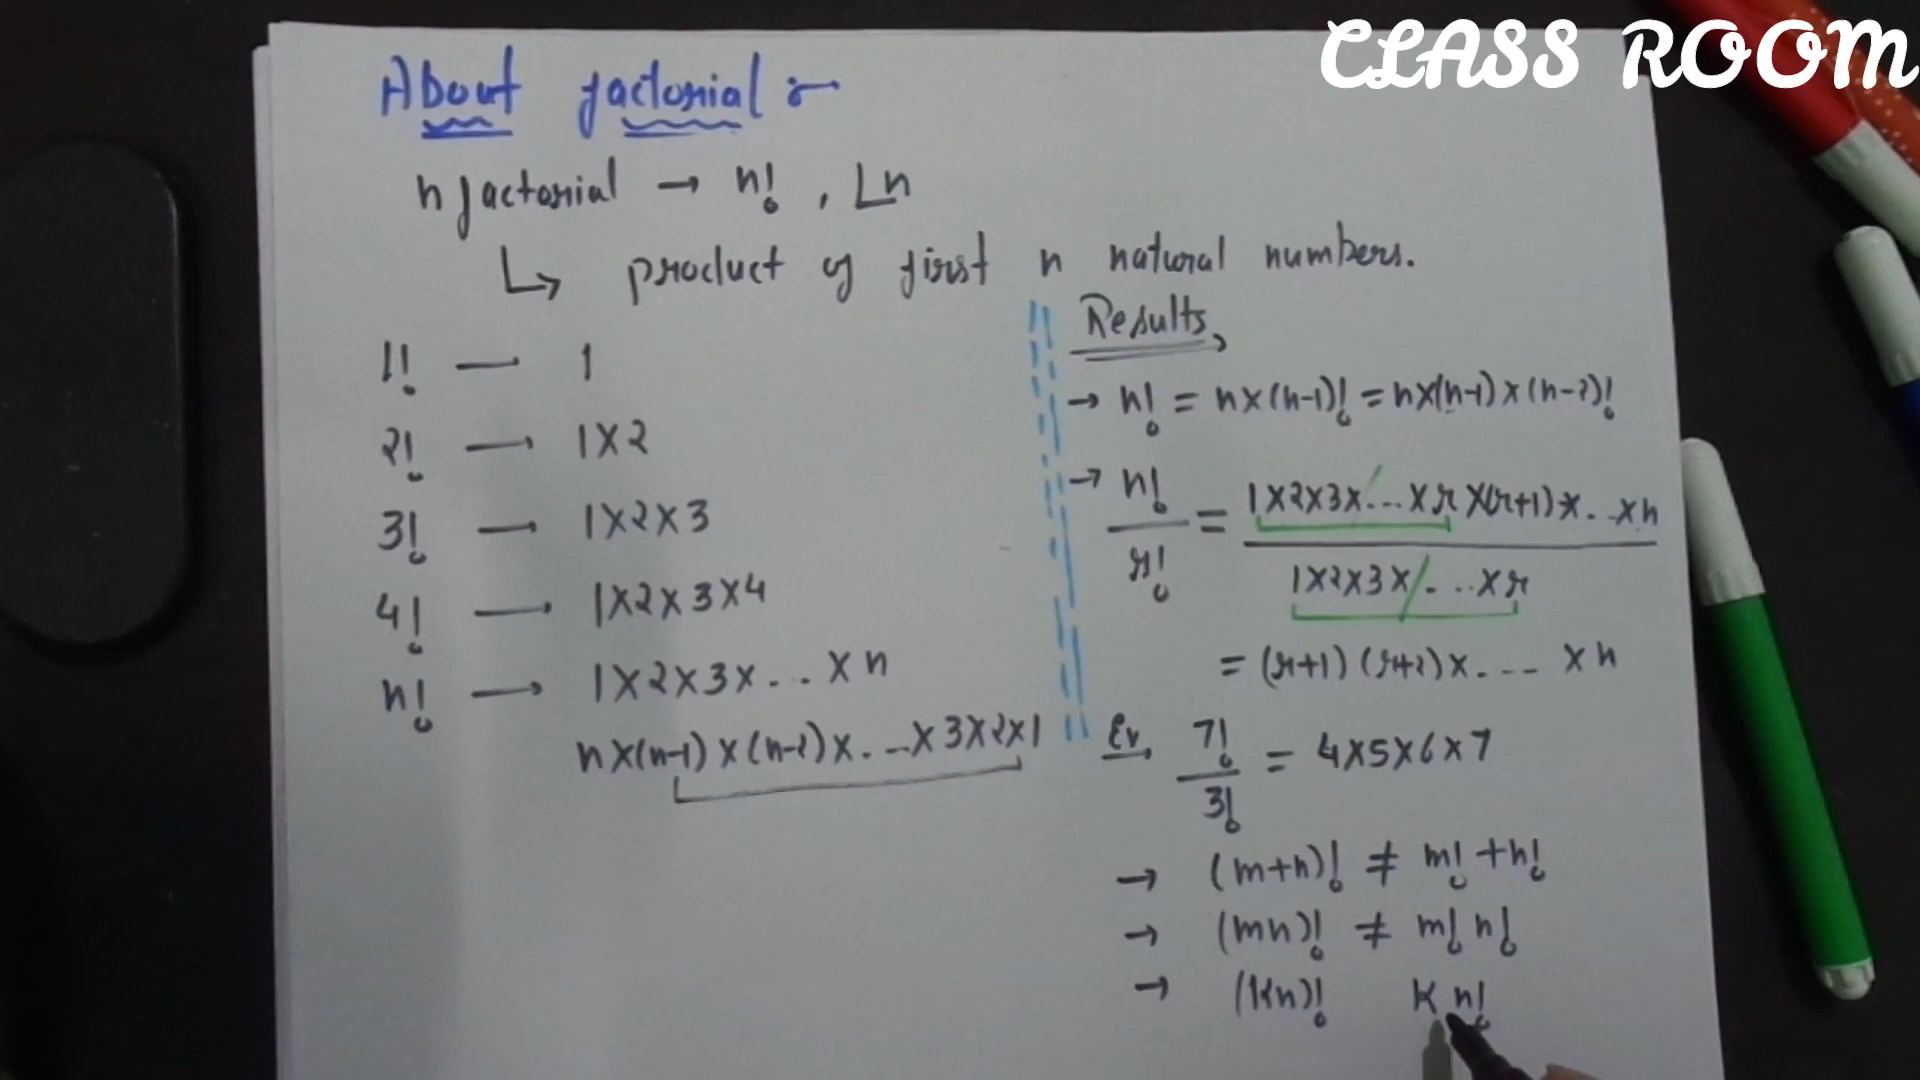 CLASS ROOM
About factorial :-
n factorial → n! , ∟n
↳ product of first n natural numbers.
1! — 1
2! → 1×2
3! → 1×2×3
4! → 1×2×3×4
n! → 1×2×3×...×n
n×(n-1)×(n-2)×....×3×2×1
Results
→ n! = n×(n-1)! = n×(n-1)×(n-2)!
→ n!/r! = 1×2×3×...×r×(r+1)×...×n / 1×2×3×...×r
= (r+1)(r+2)×....×n
Ex 7!/3! = 4×5×6×7
→ (m+n)! ≠ m!+n!
→ (mn)! ≠ m! n!
→ (Kn)! K n!